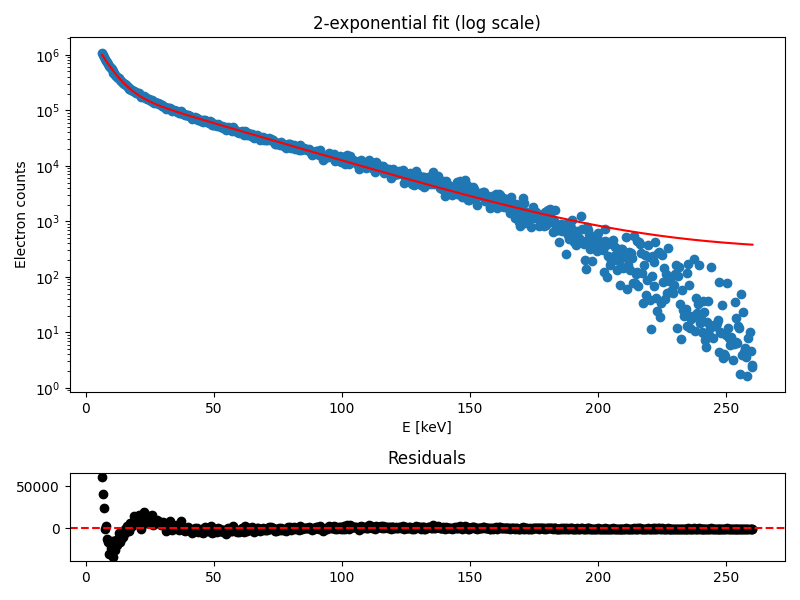 2-exponential fit (log scale)
Electron counts
10^6
10^5
10^4
10^3
10^2
10^1
10^0
0 50 100 150 200 250
E [keV]
Residuals
50000
0
0 50 100 150 200 250